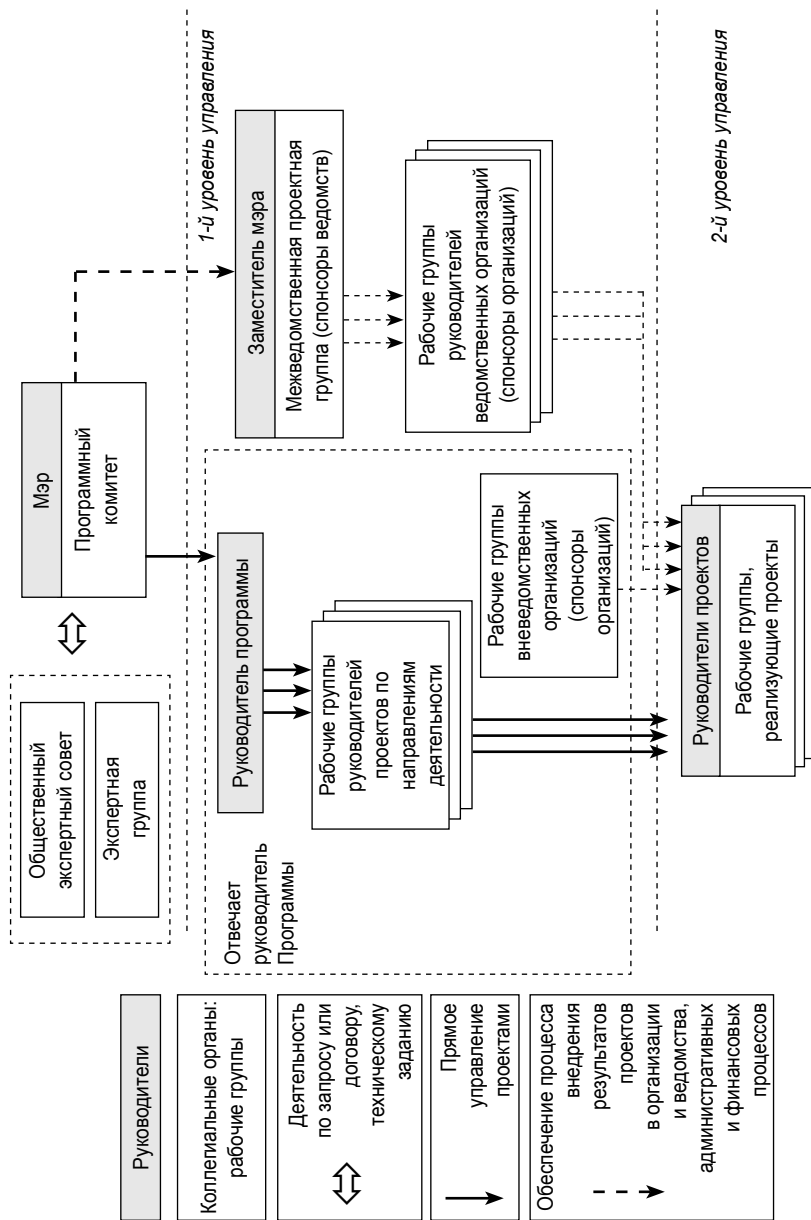 Общественный
экспертный совет
Экспертная
группа
Мэр
Программный
комитет
1-й уровень управления
Отвечает
руководитель
Программы
Руководитель программы
Рабочие группы
руководителей
проектов по
направлениям
деятельности
Рабочие группы
вневедомственных
организаций
(спонсоры
организаций)
Заместитель мэра
Межведомственная проектная
группа (спонсоры ведомств)
Рабочие группы
руководителей
ведомственных организаций
(спонсоры организаций)
2-й уровень управления
Руководители проектов
Рабочие группы,
реализующие проекты
Руководители
Коллегиальные органы:
рабочие группы
Деятельность
по запросу или
договору,
техническому
заданию
Прямое
управление
проектами
Обеспечение процесса
внедрения
результатов
проектов
в организации
и ведомства,
административных
и финансовых
процессов